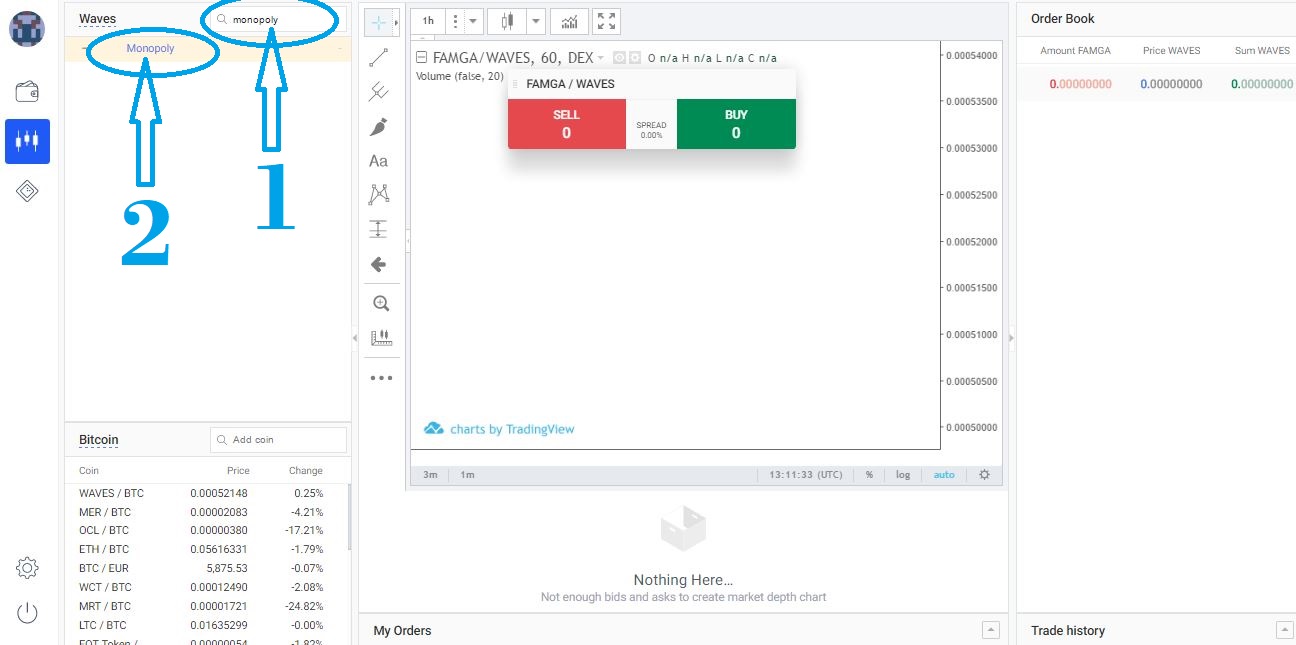 Waves
monopoly
Monopoly
1
2
Bitcoin
Add coin
Coin Price Change
WAVES / BTC 0.00052148 0.25%
MER / BTC 0.00002083 -4.21%
OCL / BTC 0.00000380 -17.21%
ETH / BTC 0.05616331 -1.79%
BTC / EUR 5,875.53 -0.07%
WCT / BTC 0.00012490 -2.08%
MRT / BTC 0.00001721 -24.82%
LTC / BTC 0.01635299 -0.00%
EQT Token / 0.00000054 -1.82%
Aa
1h
FAMGA/WAVES, 60, DEX O n/a H n/a L n/a C n/a
Volume (false, 20)
FAMGA / WAVES
SELL
0
SPREAD
0.00%
BUY
0
0.00054000
0.00053500
0.00053000
0.00052500
0.00052000
0.00051500
0.00051000
0.00050500
0.00050000
charts by TradingView
3m 1m 13:11:33 (UTC) % log auto
Nothing Here...
Not enough bids and asks to create market depth chart
My Orders
Order Book
Amount FAMGA Price WAVES Sum WAVES
0.00000000 0.00000000 0.00000000
Trade history